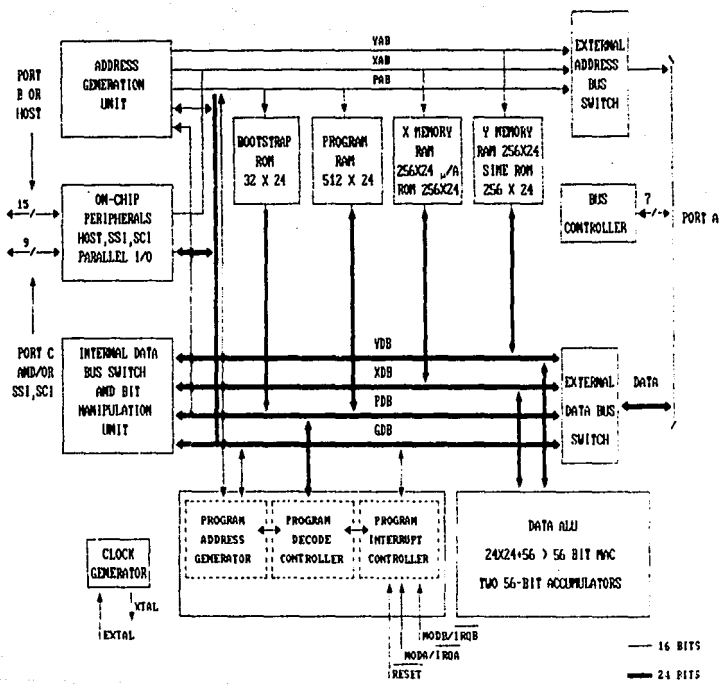 YAB
XAB
PAB
ADDRESS
GENERATION
UNIT
EXTERNAL
ADDRESS
BUS
SWITCH
PORT
B OR
HOST
BOOTSTRAP
ROM
32 X 24
PROGRAM
RAM
512 X 24
X MEMORY
RAM
256X24 μ/A
ROM 256X24
Y MEMORY
RAM 256X24
SINE ROM
256 X 24
15
9
ON-CHIP
PERIPHERALS
HOST,SSI,SCI
PARALLEL I/O
BUS
CONTROLLER
7
PORT A
PORT C
AND/OR
SSI,SCI
INTERNAL DATA
BUS SWITCH
AND BIT
MANIPULATION
UNIT
YDB
XDB
PDB
GDB
EXTERNAL
DATA BUS
SWITCH
DATA
PROGRAM
ADDRESS
GENERATOR
PROGRAM
DECODE
CONTROLLER
PROGRAM
INTERRUPT
CONTROLLER
DATA ALU
24X24+56 > 56 BIT MAC
TWO 56-BIT ACCUMULATORS
CLOCK
GENERATOR
XTAL
EXTAL
MODB/IRQB
MODA/IRQA
RESET
16 BITS
24 BITS